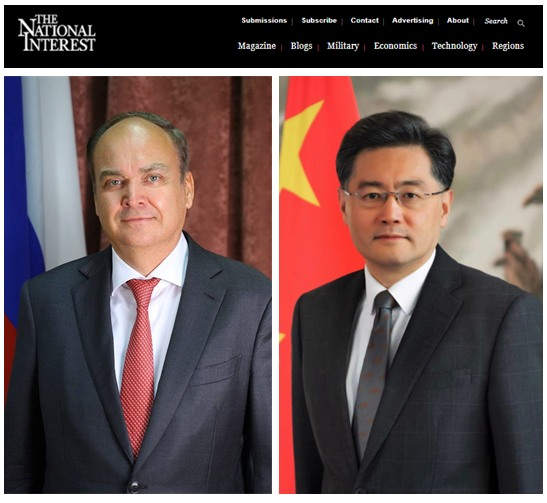 THE
NATIONAL
INTEREST
Submissions | Subscribe | Contact | Advertising | About | Search
Magazine | Blogs | Military | Economics | Technology | Regions